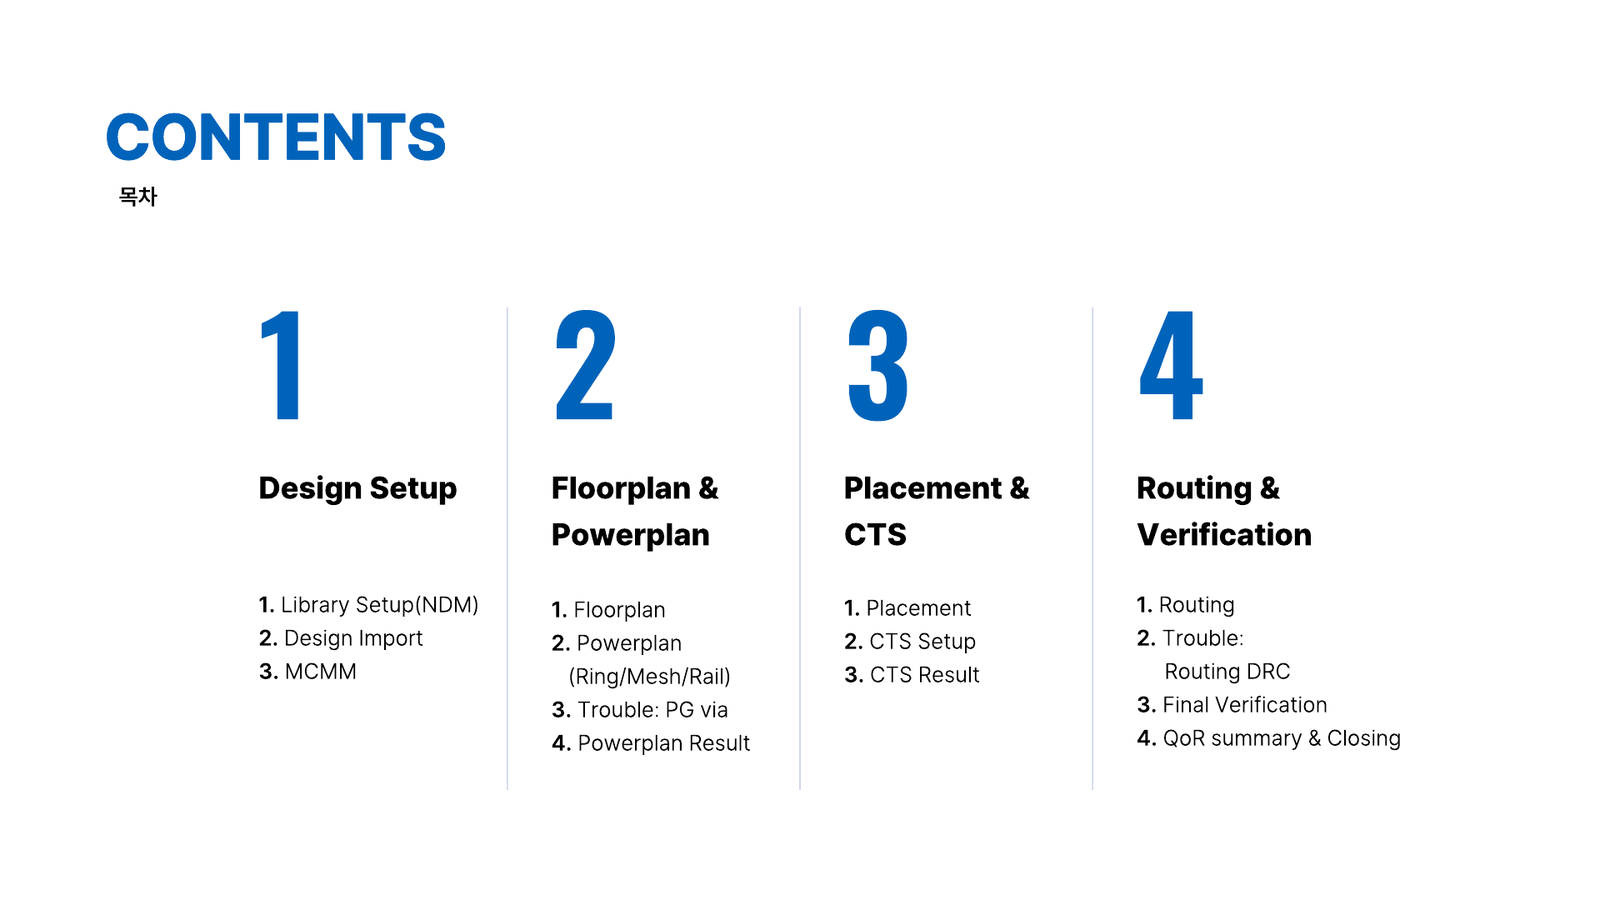 CONTENTS
목차
1
Design Setup
1. Library Setup(NDM)
2. Design Import
3. MCMM
2
Floorplan &
Powerplan
1. Floorplan
2. Powerplan
(Ring/Mesh/Rail)
3. Trouble: PG via
4. Powerplan Result
3
Placement &
CTS
1. Placement
2. CTS Setup
3. CTS Result
4
Routing &
Verification
1. Routing
2. Trouble:
Routing DRC
3. Final Verification
4. QoR summary & Closing